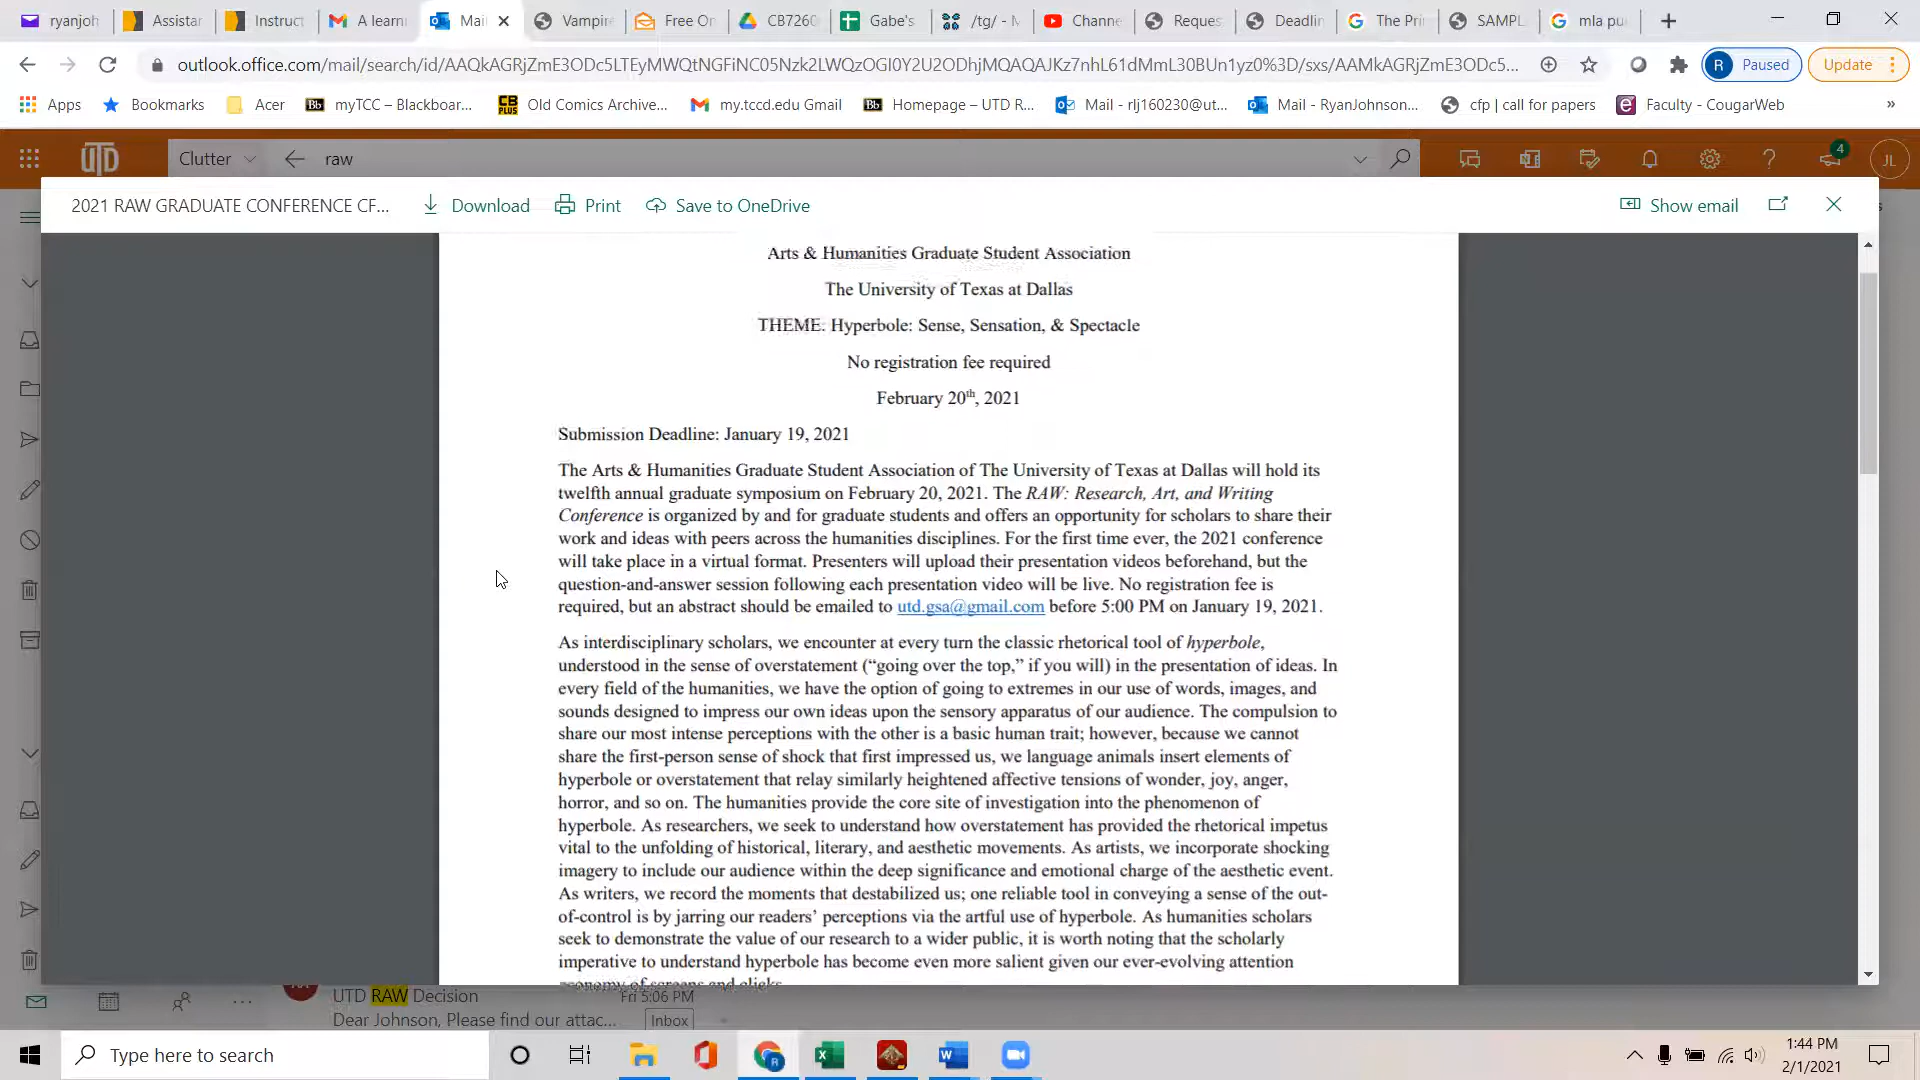 ryanjoh
Assistar
Instruct
A learni
Mail
Vampire
Free On
CB7260
Gabe's
/tg/ - M
Channe
Reques
Deadlin
The Prin
SAMPL
mla pu
outlook.office.com/mail/search/id/AAQkAGRjZmE3ODc5LTEyMWQtNGFiNC05Nzk2LWQzOGI0Y2U2ODhjMQAQAJKz7nhL61dMmL30BUn1yz0%3D/sxs/AAMkAGRjZmE3ODc5...
R Paused
Update
Apps
Bookmarks
Acer
myTCC – Blackboar...
Old Comics Archive...
my.tccd.edu Gmail
Homepage – UTD R...
Mail - rlj160230@ut...
Mail - RyanJohnson...
cfp | call for papers
Faculty - CougarWeb
»
UTD
Clutter
raw
4
JL
2021 RAW GRADUATE CONFERENCE CF...
Download
Print
Save to OneDrive
Show email
Arts & Humanities Graduate Student Association
The University of Texas at Dallas
THEME: Hyperbole: Sense, Sensation, & Spectacle
No registration fee required
February 20th, 2021
Submission Deadline: January 19, 2021
The Arts & Humanities Graduate Student Association of The University of Texas at Dallas will hold its
twelfth annual graduate symposium on February 20, 2021. The RAW: Research, Art, and Writing
Conference is organized by and for graduate students and offers an opportunity for scholars to share their
work and ideas with peers across the humanities disciplines. For the first time ever, the 2021 conference
will take place in a virtual format. Presenters will upload their presentation videos beforehand, but the
question-and-answer session following each presentation video will be live. No registration fee is
required, but an abstract should be emailed to utd.gsa@gmail.com before 5:00 PM on January 19, 2021.
As interdisciplinary scholars, we encounter at every turn the classic rhetorical tool of hyperbole,
understood in the sense of overstatement (“going over the top,” if you will) in the presentation of ideas. In
every field of the humanities, we have the option of going to extremes in our use of words, images, and
sounds designed to impress our own ideas upon the sensory apparatus of our audience. The compulsion to
share our most intense perceptions with the other is a basic human trait; however, because we cannot
share the first-person sense of shock that first impressed us, we language animals insert elements of
hyperbole or overstatement that relay similarly heightened affective tensions of wonder, joy, anger,
horror, and so on. The humanities provide the core site of investigation into the phenomenon of
hyperbole. As researchers, we seek to understand how overstatement has provided the rhetorical impetus
vital to the unfolding of historical, literary, and aesthetic movements. As artists, we incorporate shocking
imagery to include our audience within the deep significance and emotional charge of the aesthetic event.
As writers, we record the moments that destabilized us; one reliable tool in conveying a sense of the out-
of-control is by jarring our readers’ perceptions via the artful use of hyperbole. As humanities scholars
seek to demonstrate the value of our research to a wider public, it is worth noting that the scholarly
imperative to understand hyperbole has become even more salient given our ever-evolving attention
economy of screens and clicks.
UTD RAW Decision
Fri 5:06 PM
Dear Johnson, Please find our attac...
Inbox
Type here to search
1:44 PM
2/1/2021